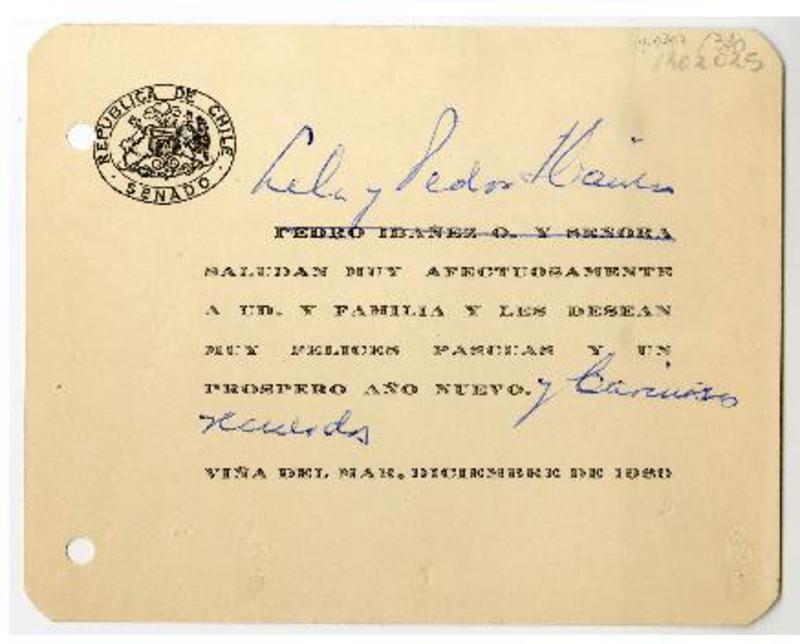 REPUBLICA DE CHILE
SENADO
Lela y Pedro Ibáñez
PEDRO IBAÑEZ O. Y SEÑORA
SALUDAN MUY AFECTUOSAMENTE
A UD. Y FAMILIA Y LES DESEAN
MUY FELICES PASCUAS Y UN
PROSPERO AÑO NUEVO. y Cariñosos
recuerdos
VIÑA DEL MAR. DICIEMBRE DE